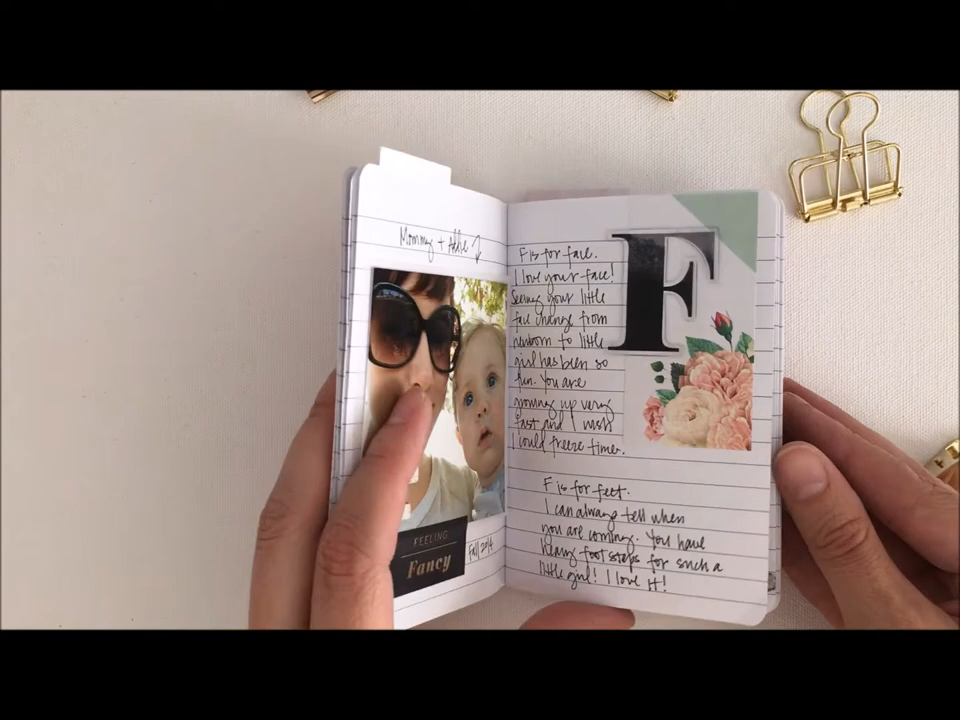 Mommy + Addie
FEELING
Fancy
Fall 2014
F
F is for face.
I love your face!
Seeing your little
face change from
newborn to little
girl has been so
fun. You are
growing up very
fast and I wish
I could freeze time.
F is for feet.
I can always tell when
you are coming. You have
heavy foot steps for such a
little girl! I love it!